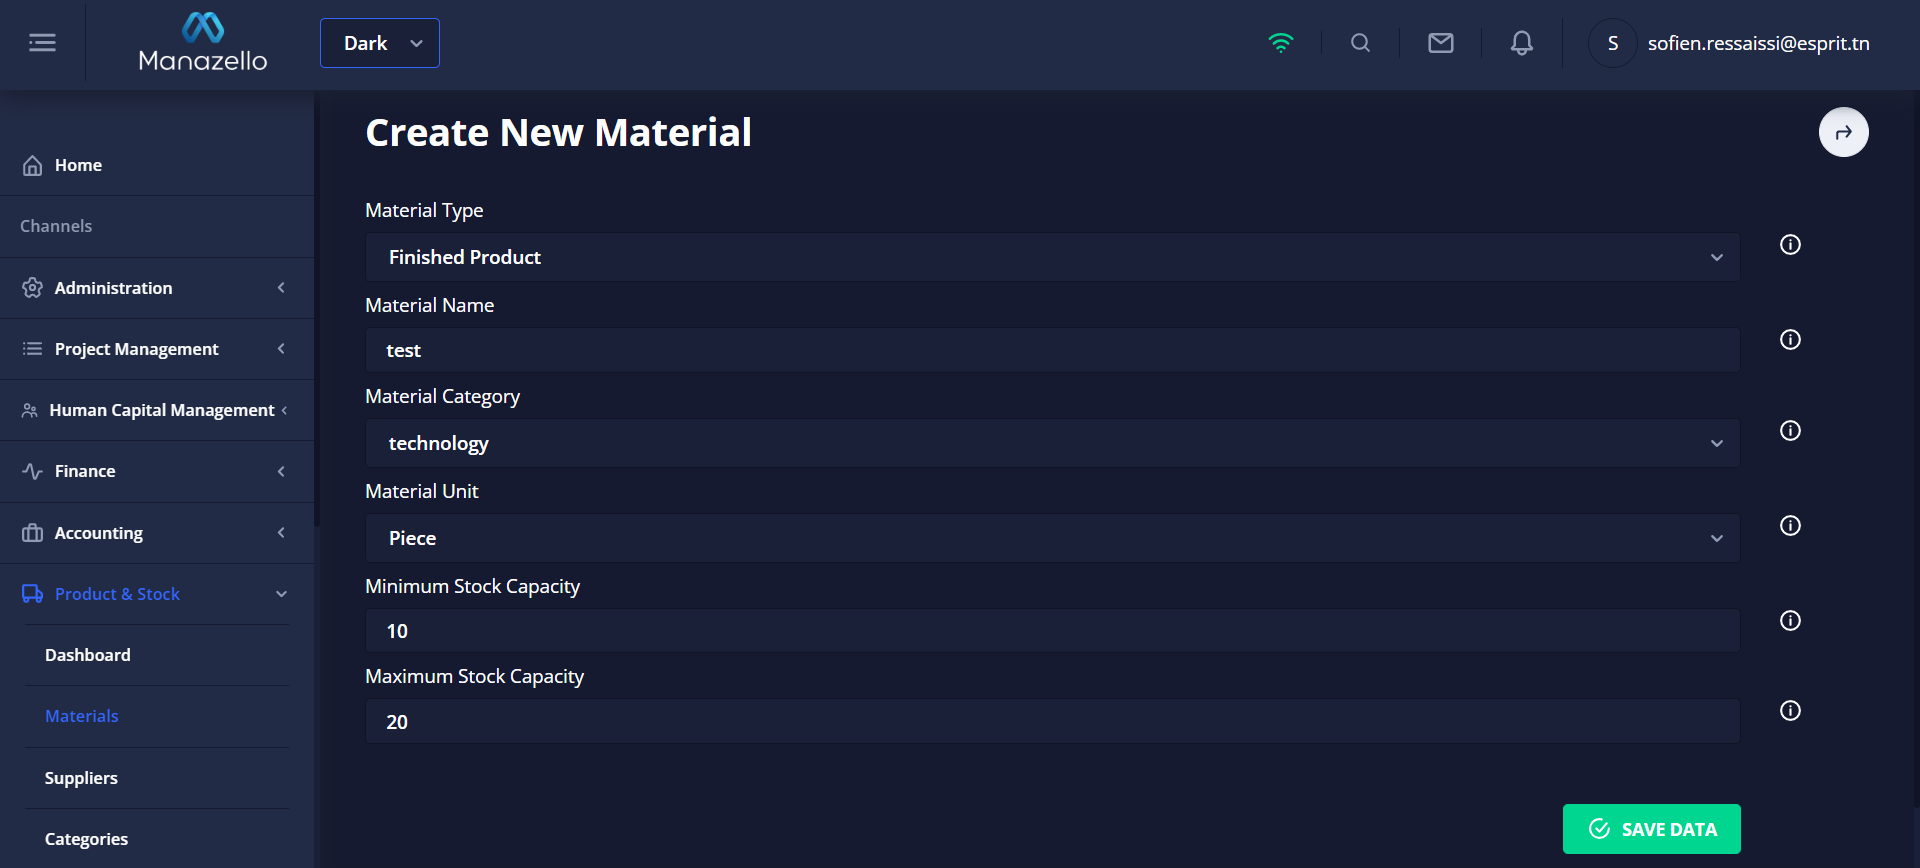 Manazello
Dark
S
sofien.ressaissi@esprit.tn
Home
Channels
Administration
Project Management
Human Capital Management
Finance
Accounting
Product & Stock
Dashboard
Materials
Suppliers
Categories
Create New Material
Material Type
Finished Product
Material Name
test
Material Category
technology
Material Unit
Piece
Minimum Stock Capacity
10
Maximum Stock Capacity
20
SAVE DATA